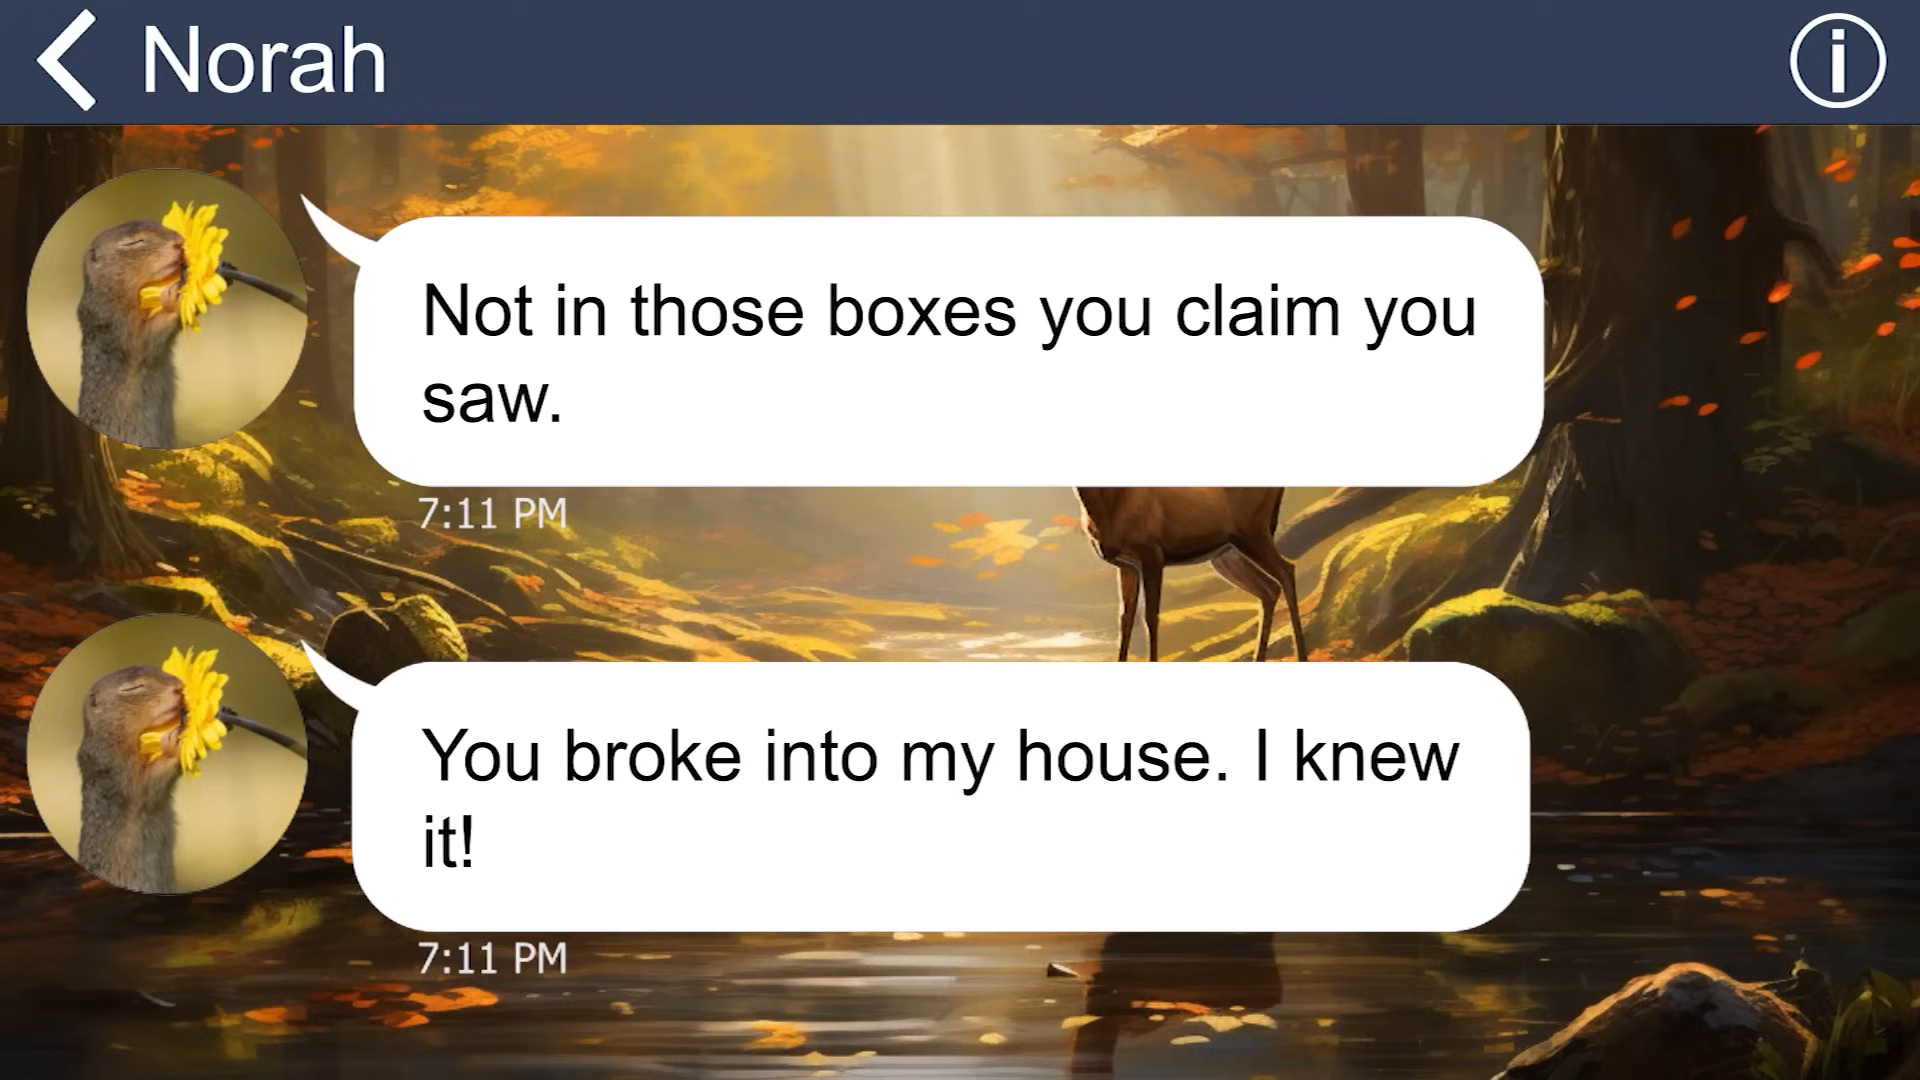 Norah
Not in those boxes you claim you
saw.
7:11 PM
You broke into my house. I knew
it!
7:11 PM